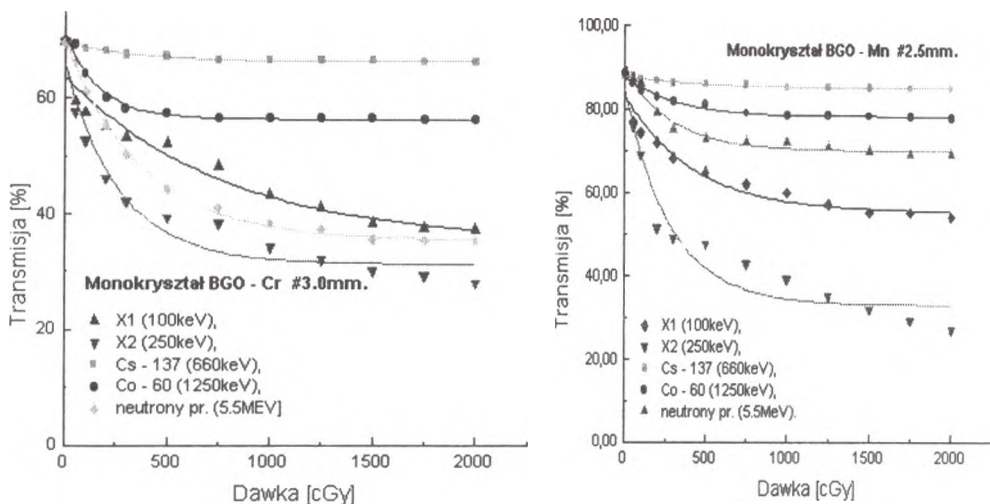 80
60
40
20
0
Transmisja [%]
Monokryształ BGO - Cr #3.0mm.
X1 (100keV),
X2 (250keV),
Cs - 137 (660keV),
Co - 60 (1250keV),
neutrony pr. (5.5MEV]
0 500 1000 1500 2000
Dawka [cGy]
100,00
80,00
60,00
40,00
20,00
0,00
Transmisja [%]
Monokryształ BGO - Mn #2.5mm.
X1 (100keV),
X2 (250keV),
Cs - 137 (660keV),
Co - 60 (1250keV),
neutrony pr. (5.5MeV).
0 500 1000 1500 2000
Dawka [cGy]